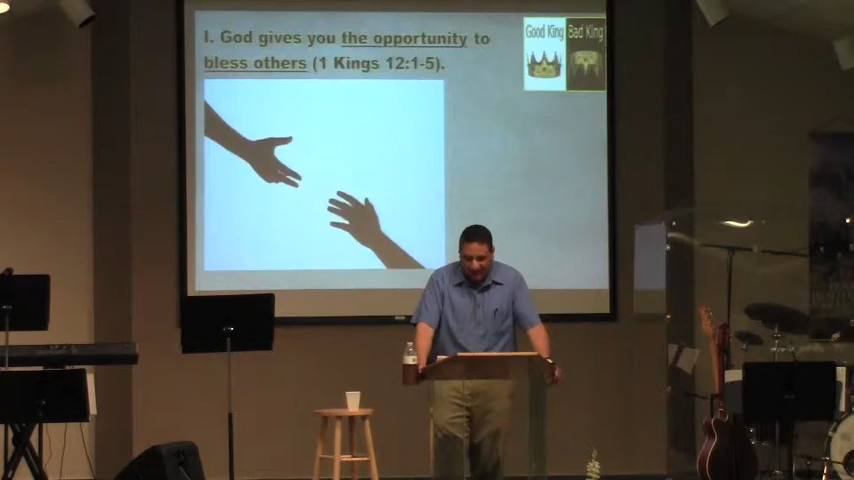 I. God gives you the opportunity to
bless others (1 Kings 12:1-5).
Good King
Bad King